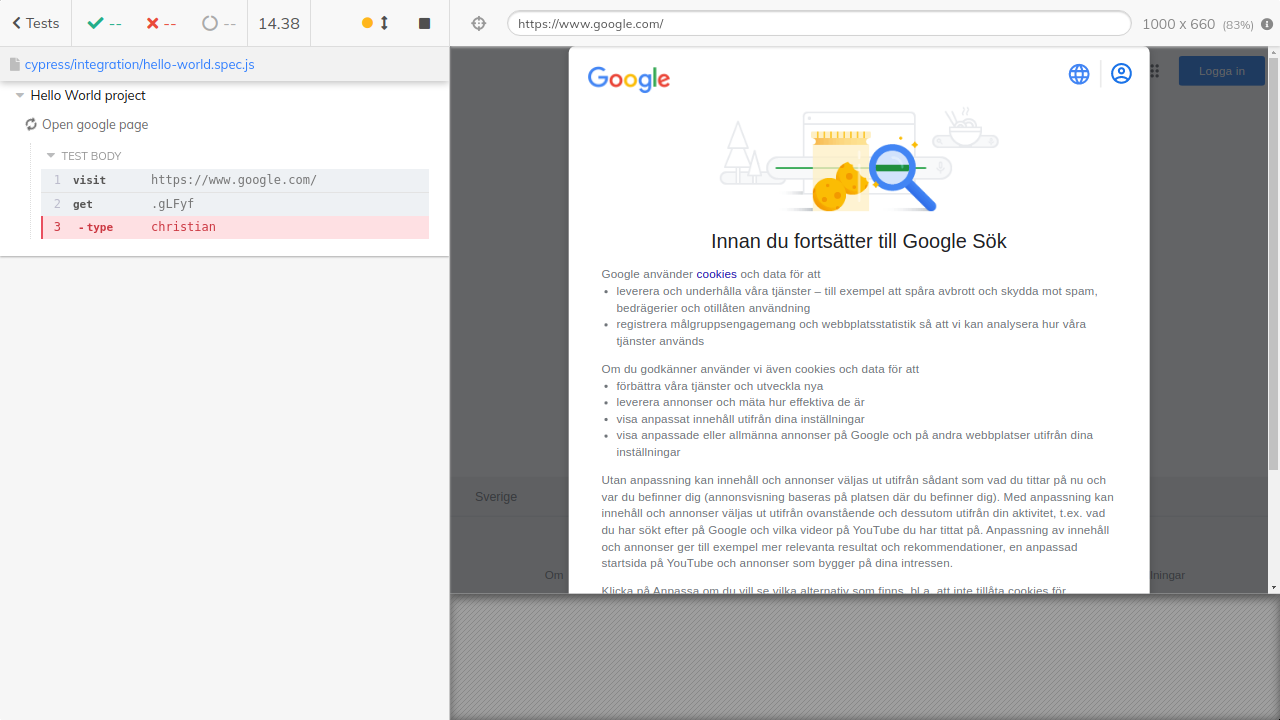 Tests
--
--
--
14.38
https://www.google.com/
1000 x 660 (83%)
cypress/integration/hello-world.spec.js
Hello World project
Open google page
TEST BODY
1 visit https://www.google.com/
2 get .gLFyf
3 - type christian
Google
Logga in
Innan du fortsätter till Google Sök
Google använder cookies och data för att
• leverera och underhålla våra tjänster – till exempel att spåra avbrott och skydda mot spam,
bedrägerier och otillåten användning
• registrera målgruppsengagemang och webbplatsstatistik så att vi kan analysera hur våra
tjänster används
Om du godkänner använder vi även cookies och data för att
• förbättra våra tjänster och utveckla nya
• leverera annonser och mäta hur effektiva de är
• visa anpassat innehåll utifrån dina inställningar
• visa anpassade eller allmänna annonser på Google och på andra webbplatser utifrån dina
inställningar
Utan anpassning kan innehåll och annonser väljas ut utifrån sådant som vad du tittar på nu och
var du befinner dig (annonsvisning baseras på platsen där du befinner dig). Med anpassning kan
innehåll och annonser väljas ut utifrån ovanstående och dessutom utifrån din aktivitet, t.ex. vad
du har sökt efter på Google och vilka videor på YouTube du har tittat på. Anpassning av innehåll
och annonser ger till exempel mer relevanta resultat och rekommendationer, en anpassad
startsida på YouTube och annonser som bygger på dina intressen.
Klicka på Anpassa om du vill se vilka alternativ som finns, bl.a. att inte tillåta cookies för
Sverige
Om
lningar